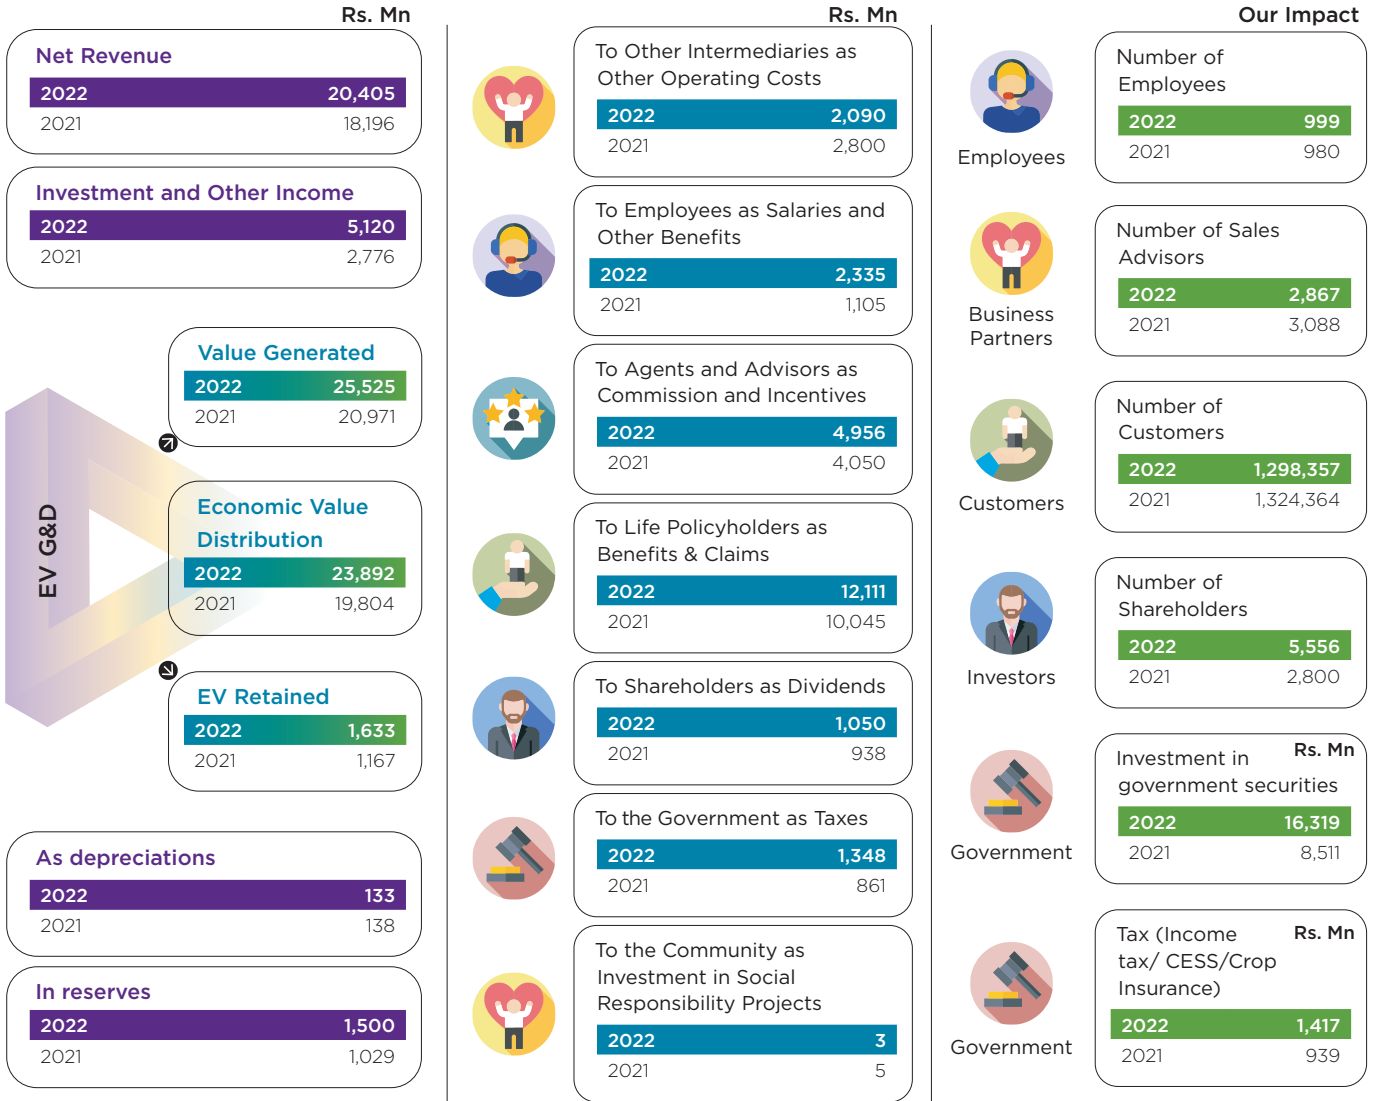 Rs. Mn
Net Revenue
2022 20,405
2021 18,196
Investment and Other Income
2022 5,120
2021 2,776
Value Generated
2022 25,525
2021 20,971
EV G&D
Economic Value
Distribution
2022 23,892
2021 19,804
EV Retained
2022 1,633
2021 1,167
As depreciations
2022 133
2021 138
In reserves
2022 1,500
2021 1,029
Rs. Mn
To Other Intermediaries as
Other Operating Costs
2022 2,090
2021 2,800
To Employees as Salaries and
Other Benefits
2022 2,335
2021 1,105
To Agents and Advisors as
Commission and Incentives
2022 4,956
2021 4,050
To Life Policyholders as
Benefits & Claims
2022 12,111
2021 10,045
To Shareholders as Dividends
2022 1,050
2021 938
To the Government as Taxes
2022 1,348
2021 861
To the Community as
Investment in Social
Responsibility Projects
2022 3
2021 5
Our Impact
Employees
Number of
Employees
2022 999
2021 980
Business
Partners
Number of Sales
Advisors
2022 2,867
2021 3,088
Customers
Number of
Customers
2022 1,298,357
2021 1,324,364
Investors
Number of
Shareholders
2022 5,556
2021 2,800
Government
Rs. Mn
Investment in
government securities
2022 16,319
2021 8,511
Government
Rs. Mn
Tax (Income
tax/ CESS/Crop
Insurance)
2022 1,417
2021 939